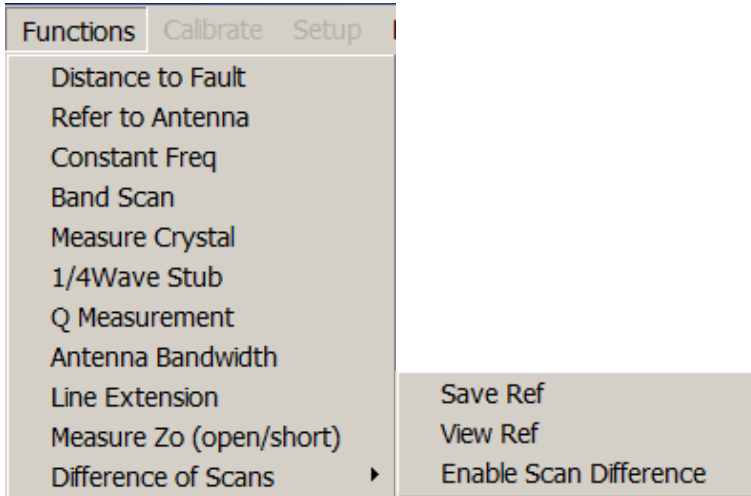 Functions Calibrate Setup
Distance to Fault
Refer to Antenna
Constant Freq
Band Scan
Measure Crystal
1/4Wave Stub
Q Measurement
Antenna Bandwidth
Line Extension
Measure Zo (open/short)
Difference of Scans
Save Ref
View Ref
Enable Scan Difference